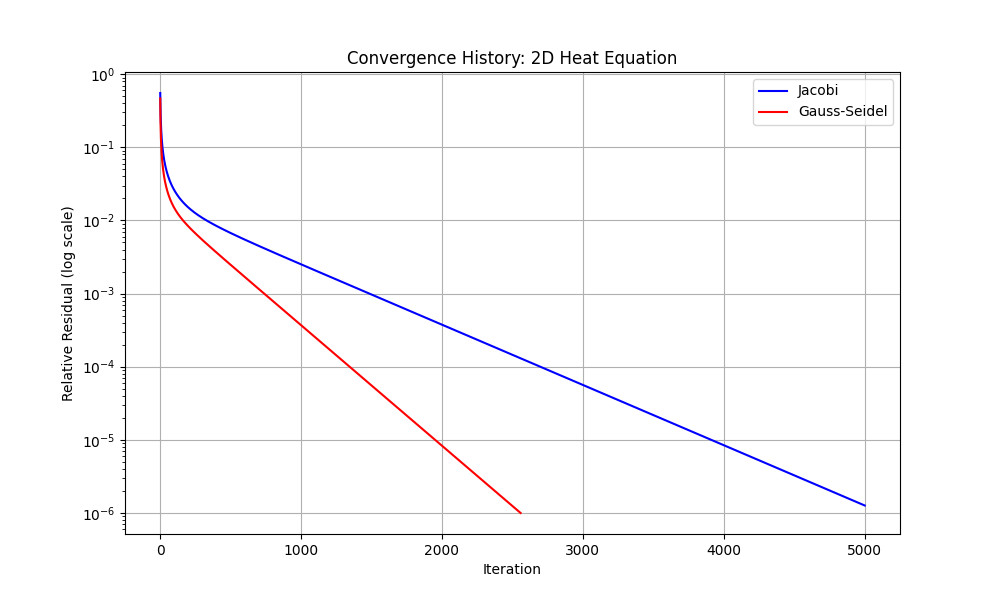 Convergence History: 2D Heat Equation
Jacobi
Gauss-Seidel
Relative Residual (log scale)
10⁰
10⁻¹
10⁻²
10⁻³
10⁻⁴
10⁻⁵
10⁻⁶
0 1000 2000 3000 4000 5000
Iteration